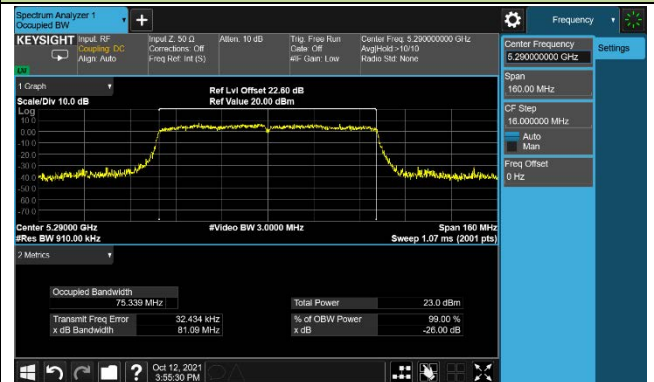 Spectrum Analyzer 1
Occupied BW
+
Frequency
KEYSIGHT
Input: RF
Coupling: DC
Align: Auto
Input Z: 50 Ω
Corrections: Off
Freq Ref: Int (S)
Atten: 10 dB
Trig: Free Run
Gate: Off
#IF Gain: Low
Center Freq: 5.290000000 GHz
Avg|Hold:>10/10
Radio Std: None
Center Frequency
5.290000000 GHz
Settings
Span
160.00 MHz
CF Step
16.000000 MHz
Auto
Man
Freq Offset
0 Hz
1 Graph
Scale/Div 10.0 dB
Ref Lvl Offset 22.60 dB
Ref Value 20.00 dBm
Log
10.0
0.00
-10.0
-20.0
-30.0
-40.0
-50.0
-60.0
-70.0
Center 5.29000 GHz
#Res BW 910.00 kHz
#Video BW 3.0000 MHz
Span 160 MHz
Sweep 1.07 ms (2001 pts)
2 Metrics
Occupied Bandwidth
75.339 MHz
Total Power 23.0 dBm
Transmit Freq Error 32.434 kHz
% of OBW Power 99.00 %
x dB Bandwidth 81.09 MHz
x dB -26.00 dB
?
Oct 12, 2021
3:55:30 PM